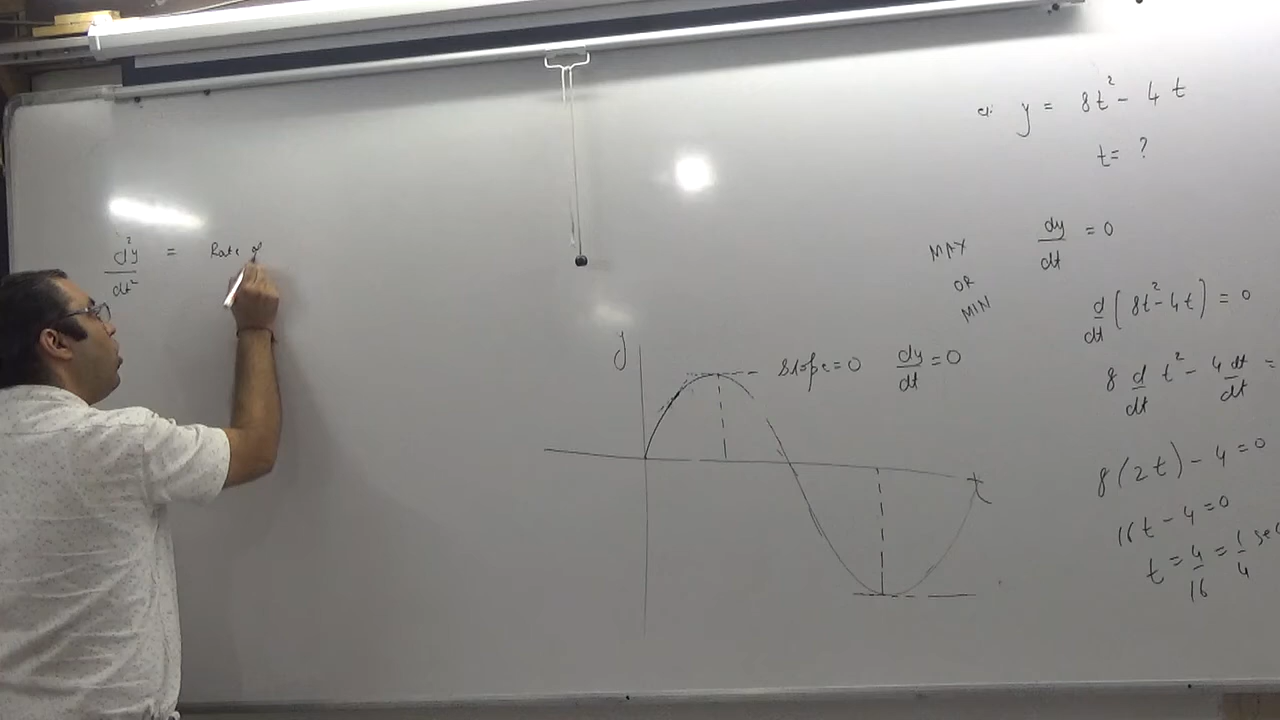 d²y/dt² = Rate of
y
Slope=0 dy/dt=0
t
MAX
OR
MIN
y = 8t² - 4t
t= ?
dy/dt = 0
d/dt (8t² - 4t) = 0
8 d/dt t² - 4 dt/dt =
8(2t) - 4 = 0
16t - 4 = 0
t = 4/16 = 1/4 sec